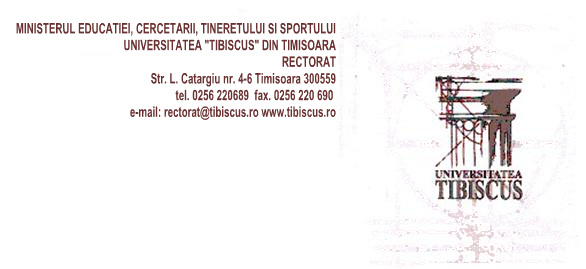 MINISTERUL EDUCATIEI, CERCETARII, TINERETULUI SI SPORTULUI
UNIVERSITATEA "TIBISCUS" DIN TIMISOARA
RECTORAT
Str. L. Catargiu nr. 4-6 Timisoara 300559
tel. 0256 220689 fax. 0256 220 690
e-mail: rectorat@tibiscus.ro www.tibiscus.ro
UNIVERSITATEA
TIBISCUS